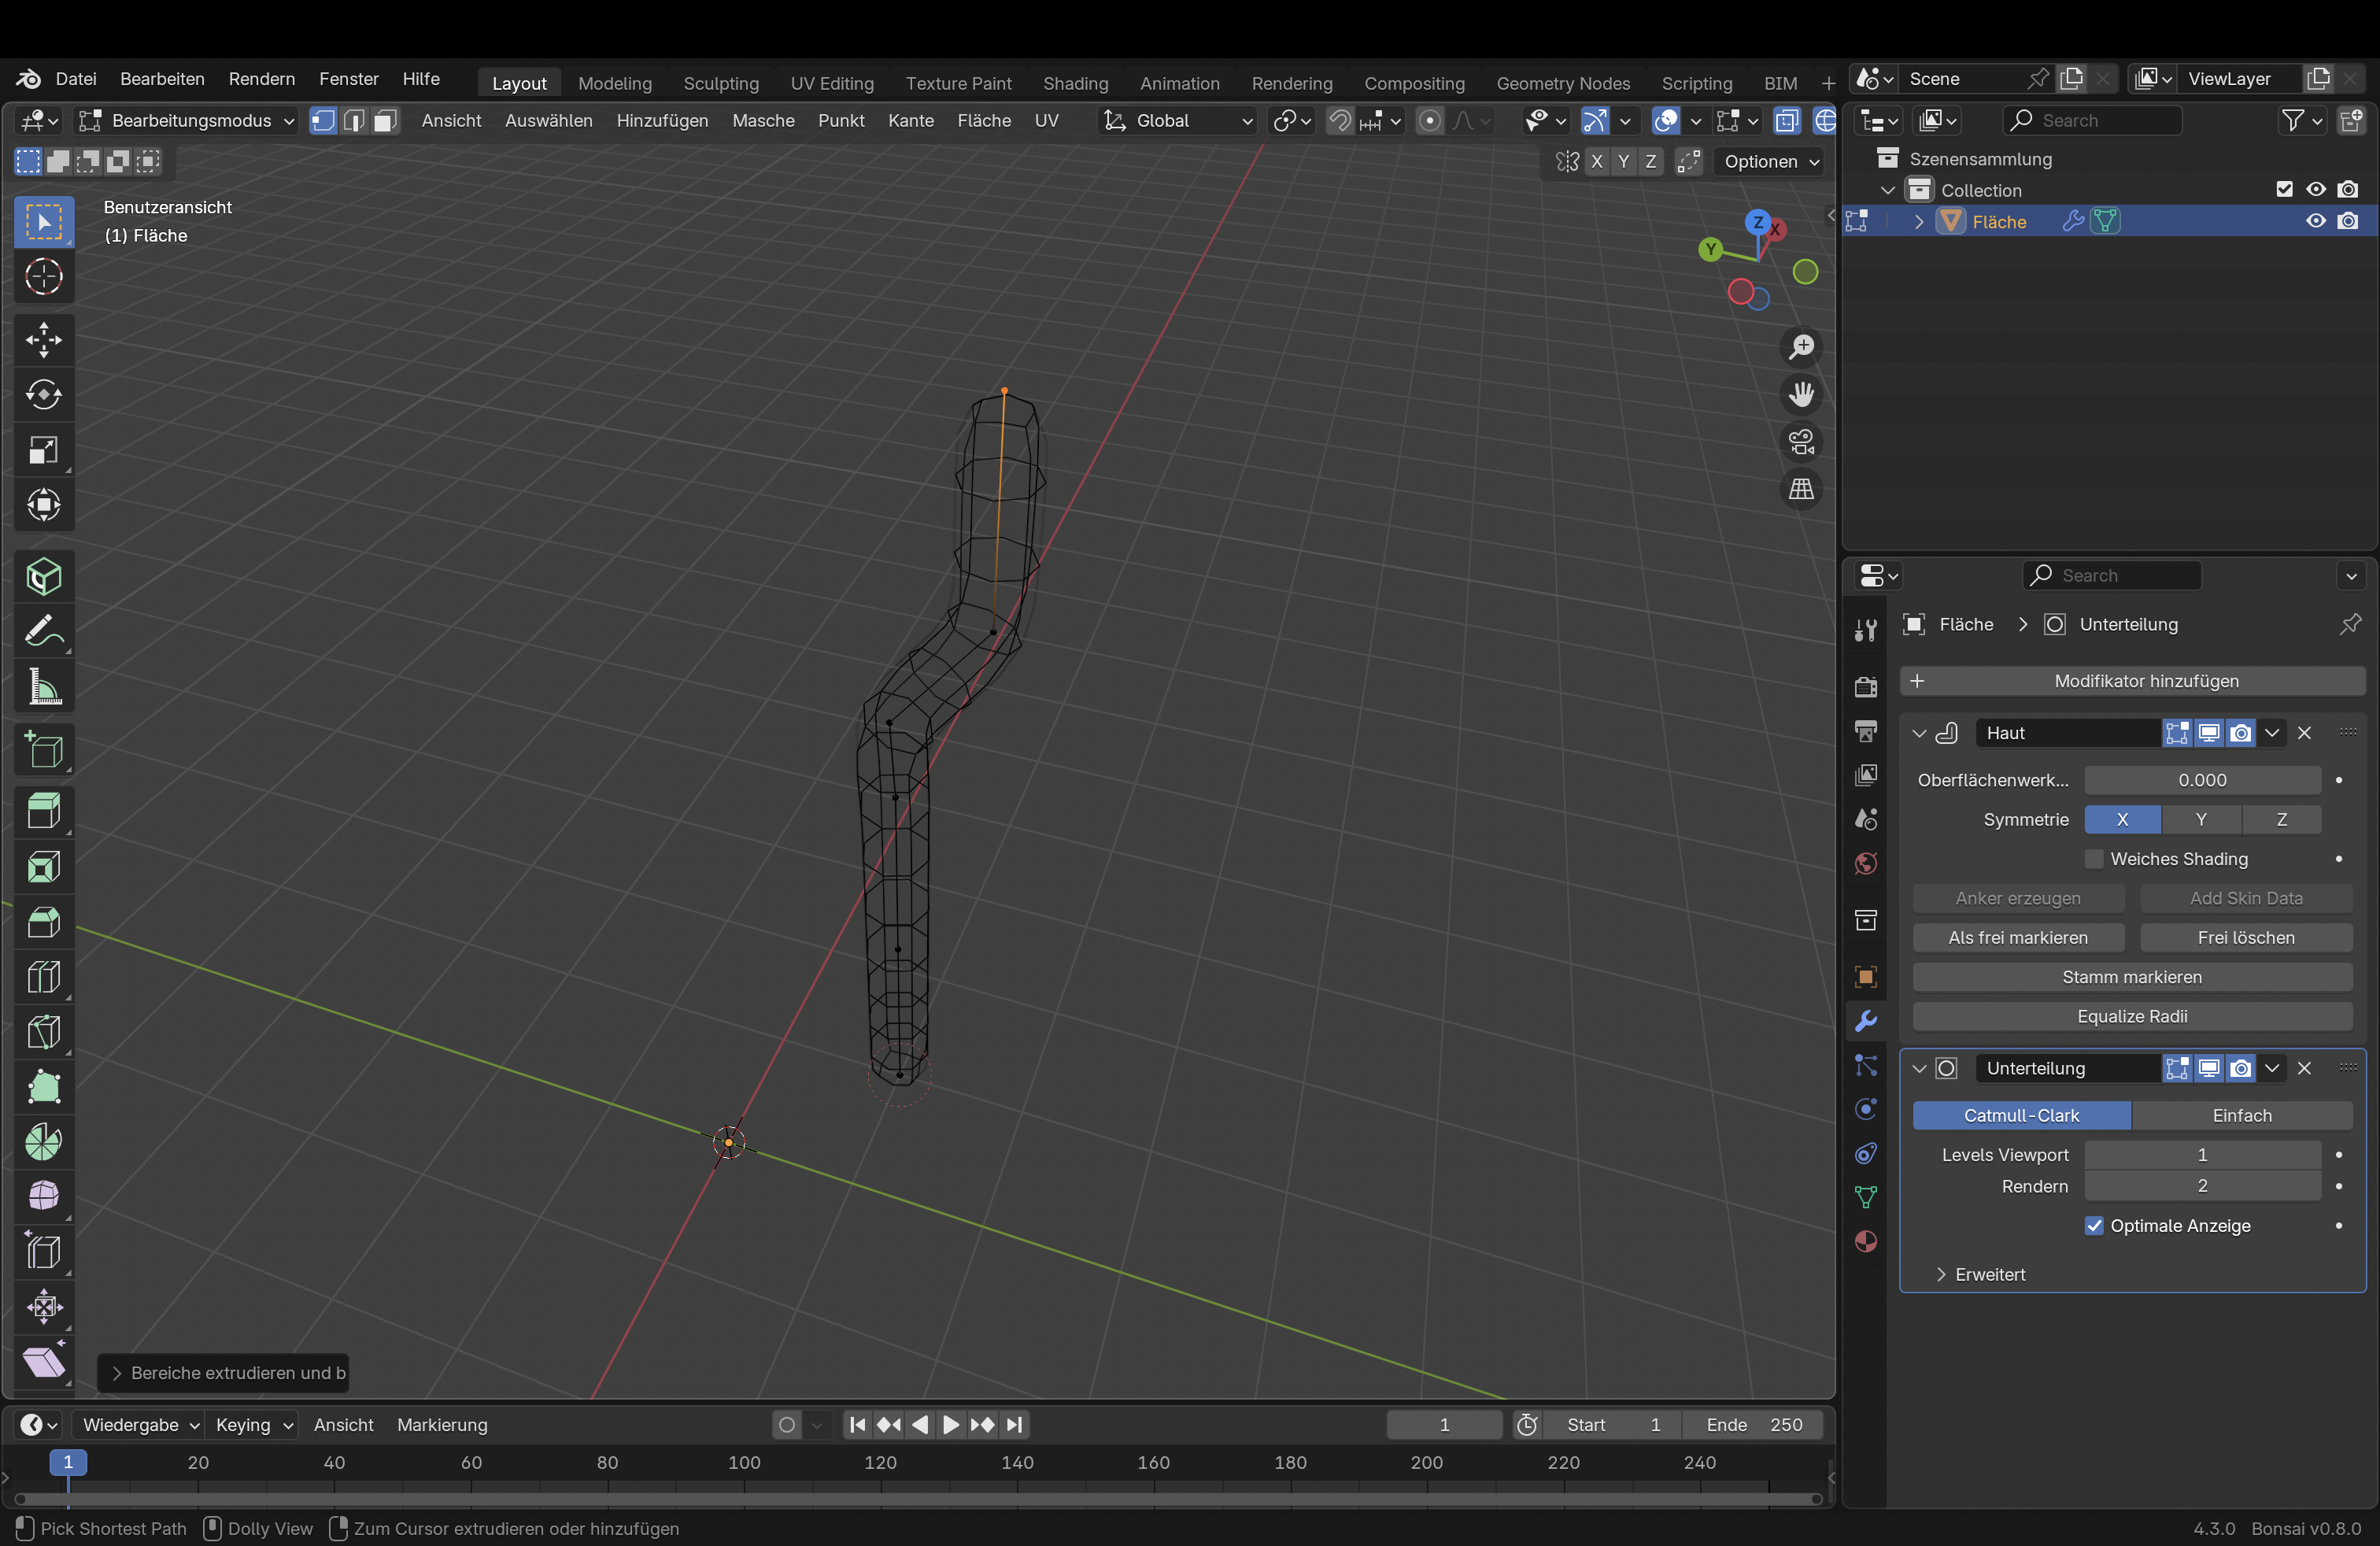 Datei Bearbeiten Rendern Fenster Hilfe Layout Modeling Sculpting UV Editing Texture Paint Shading Animation Rendering Compositing Geometry Nodes Scripting BIM + Scene ViewLayer
Bearbeitungsmodus Ansicht Auswählen Hinzufügen Masche Punkt Kante Fläche UV Global Search
X Y Z Optionen
Szenensammlung
Collection
Fläche
Benutzeransicht
(1) Fläche
Z X Y
Search
Fläche > Unterteilung
+ Modifikator hinzufügen
Haut
Oberflächenwerk... 0.000
Symmetrie X Y Z
Weiches Shading
Anker erzeugen Add Skin Data
Als frei markieren Frei löschen
Stamm markieren
Equalize Radii
Unterteilung
Catmull-Clark Einfach
Levels Viewport 1
Rendern 2
Optimale Anzeige
Erweitert
Bereiche extrudieren und b
Wiedergabe Keying Ansicht Markierung 1 Start 1 Ende 250
1 20 40 60 80 100 120 140 160 180 200 220 240
Pick Shortest Path Dolly View Zum Cursor extrudieren oder hinzufügen 4.3.0 Bonsai v0.8.0